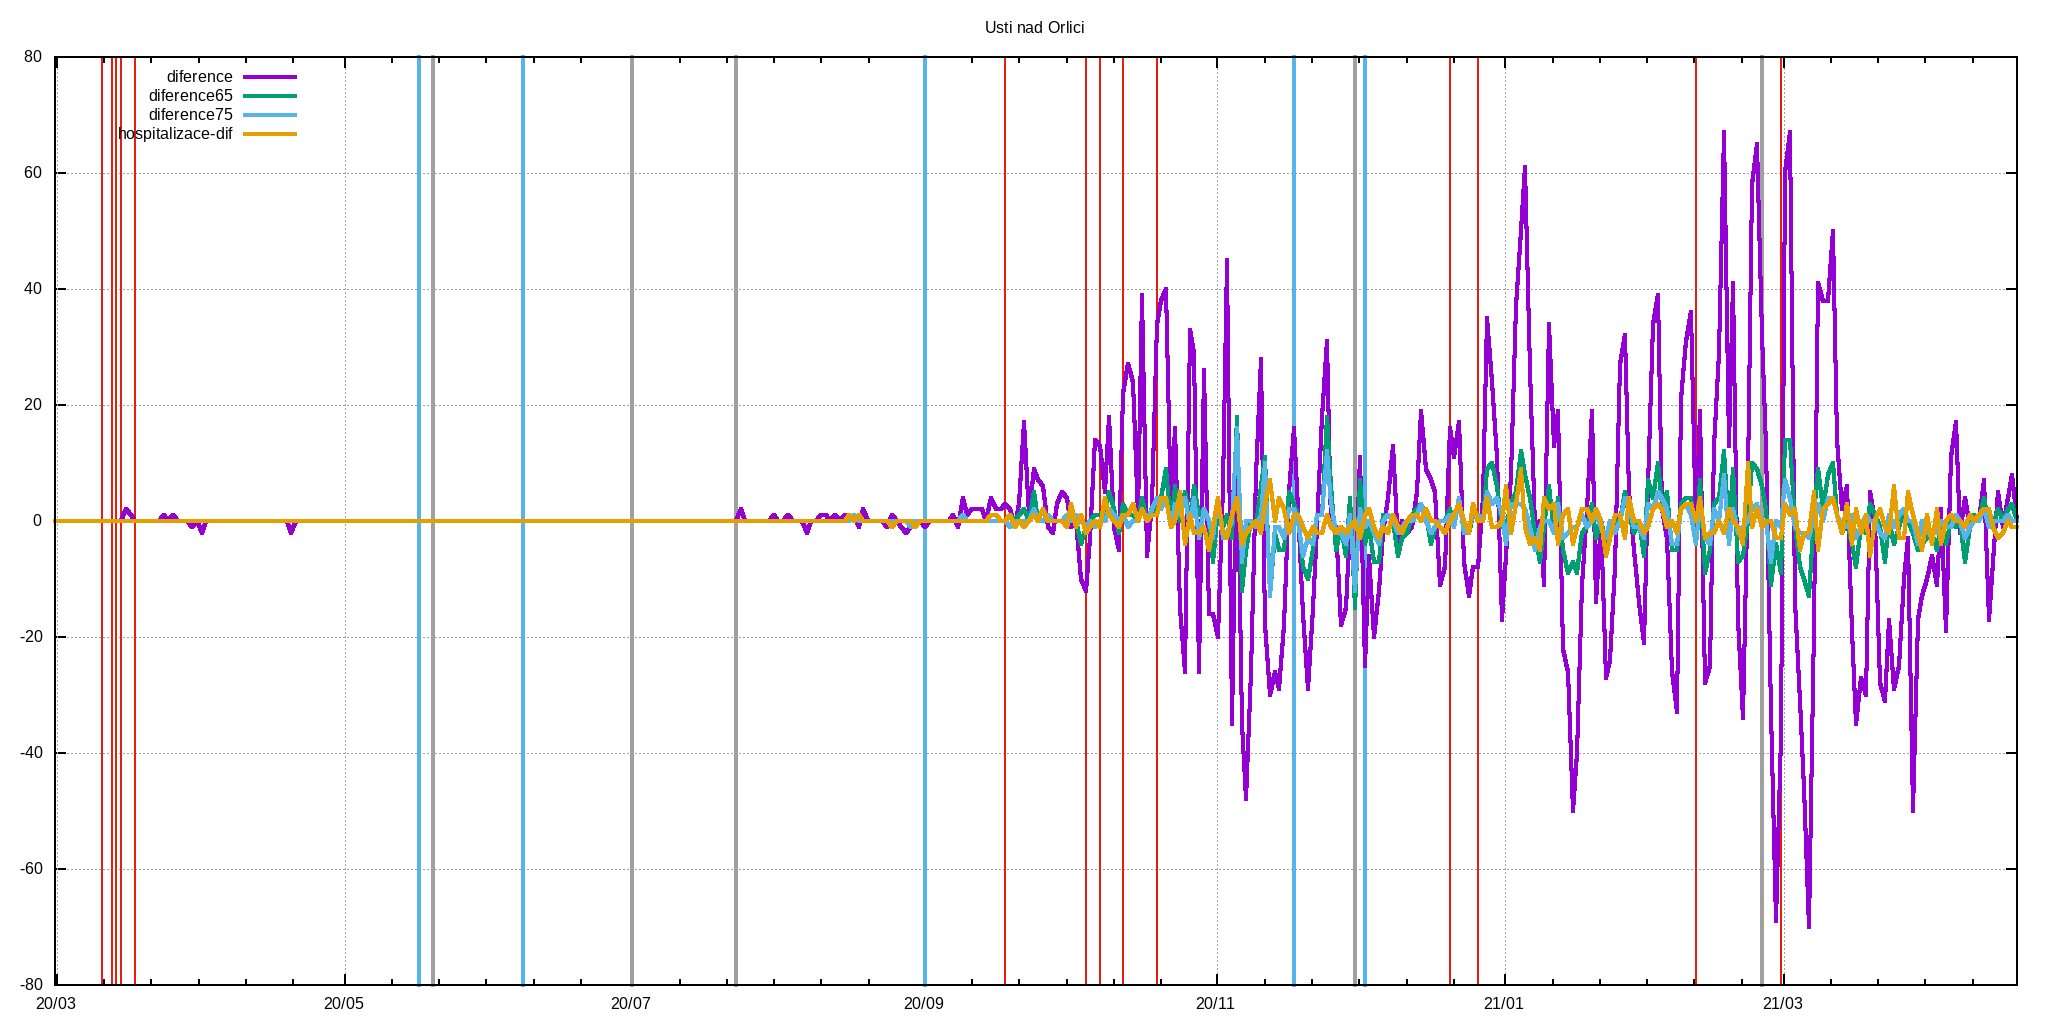 Usti nad Orlici
diference
diference65
diference75
hospitalizace-dif
80
60
40
20
0
-20
-40
-60
-80
20/03 20/05 20/07 20/09 20/11 21/01 21/03